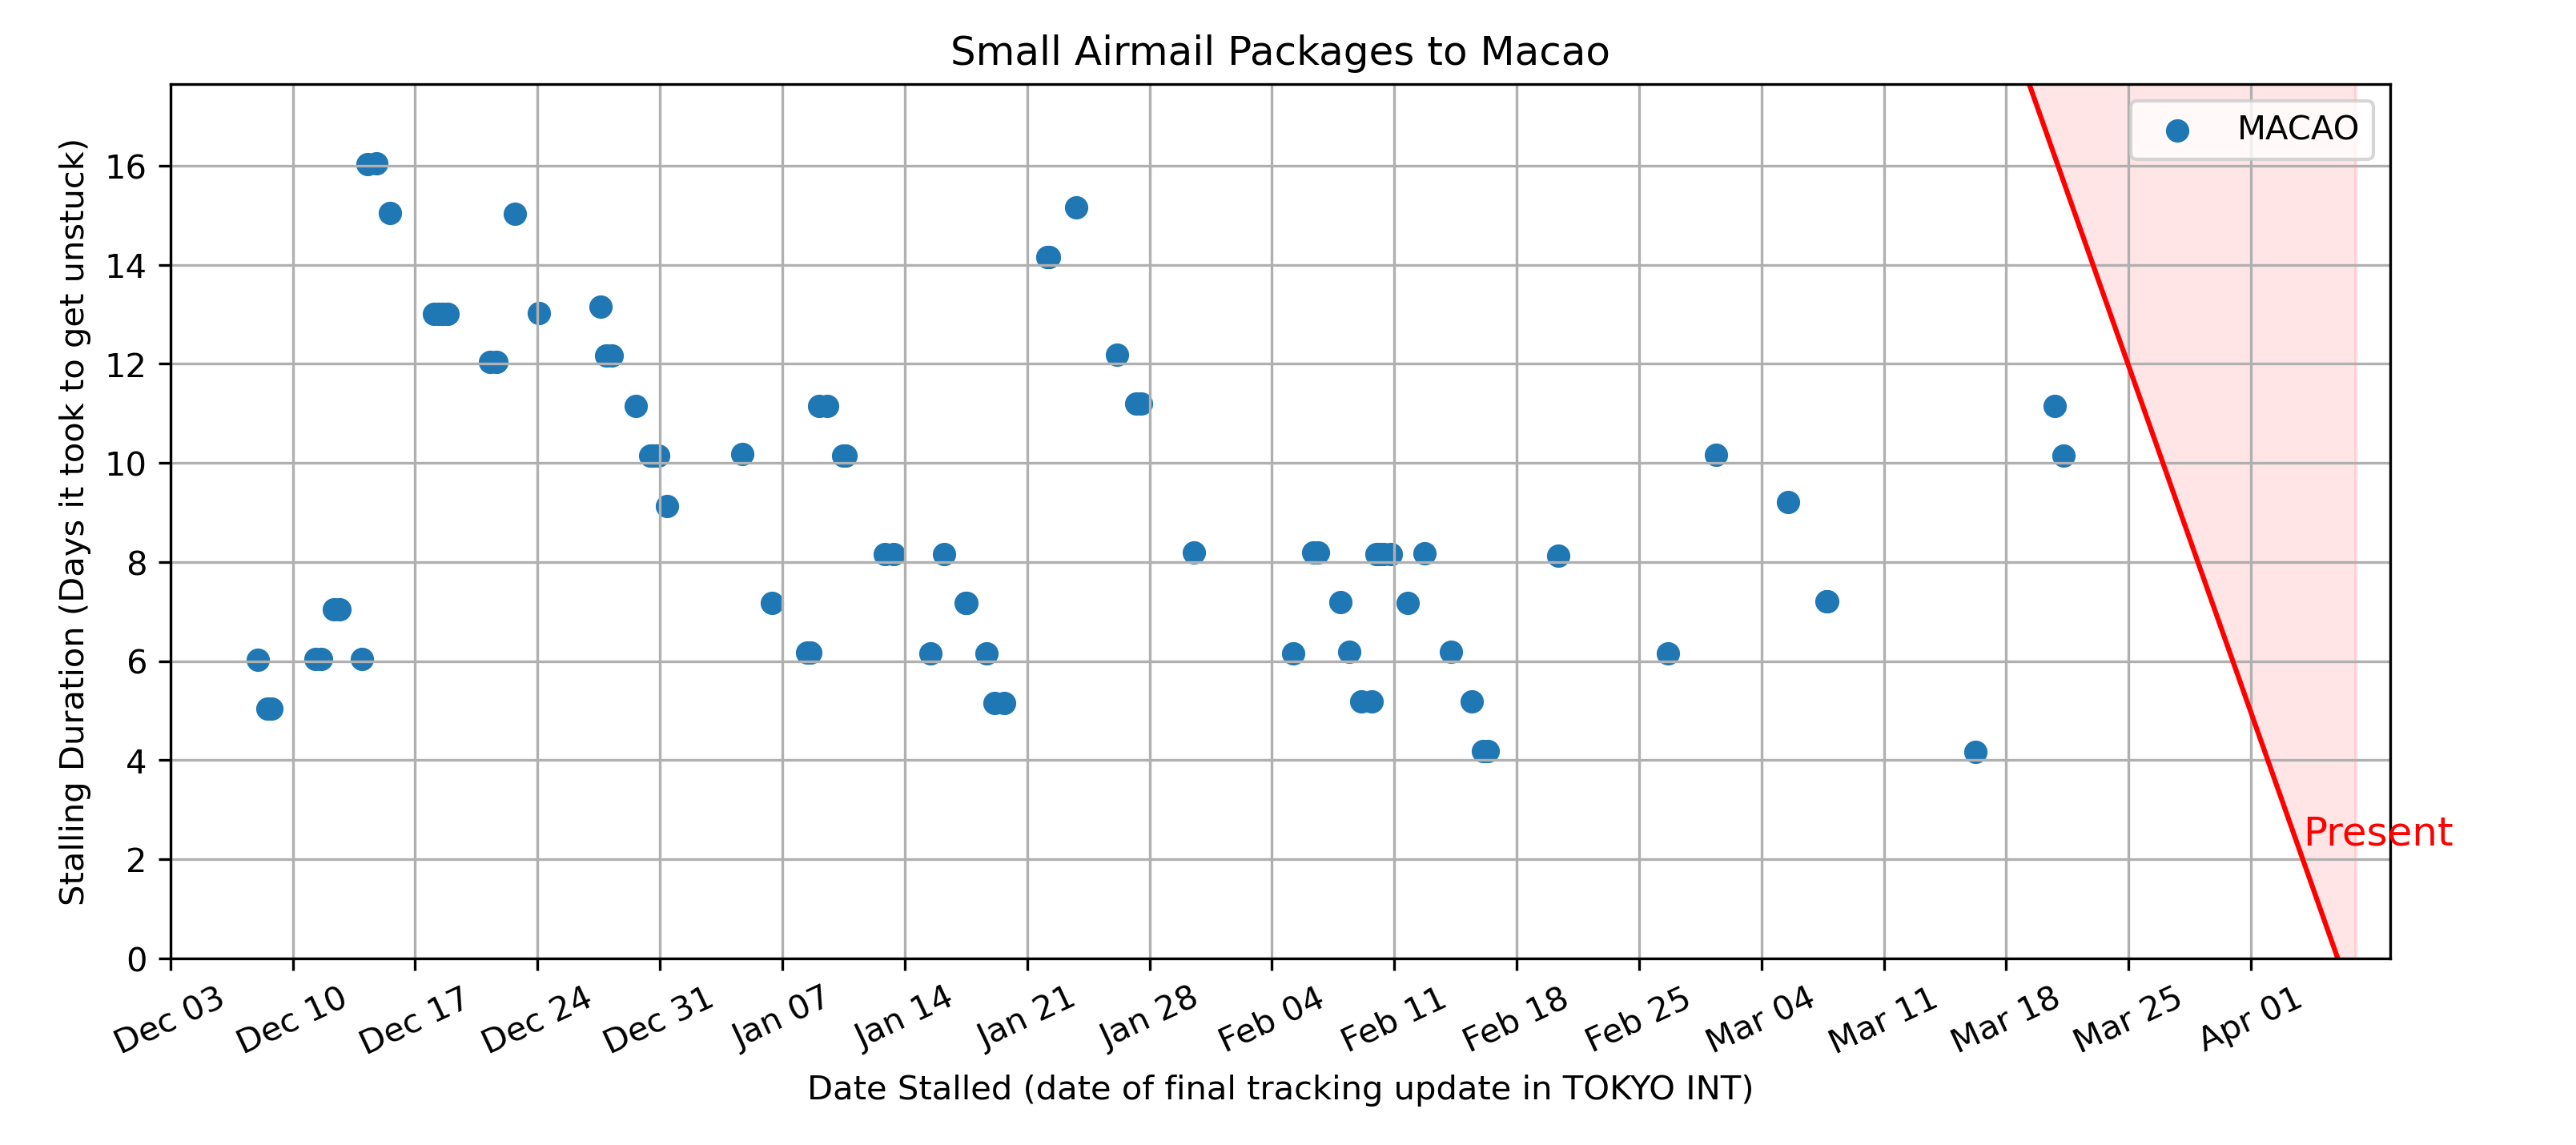 Small Airmail Packages to Macao
MACAO
Stalling Duration (Days it took to get unstuck)
16
14
12
10
8
6
4
2
0
Present
Dec 03
Dec 10
Dec 17
Dec 24
Dec 31
Jan 07
Jan 14
Jan 21
Jan 28
Feb 04
Feb 11
Feb 18
Feb 25
Mar 04
Mar 11
Mar 18
Mar 25
Apr 01
Date Stalled (date of final tracking update in TOKYO INT)